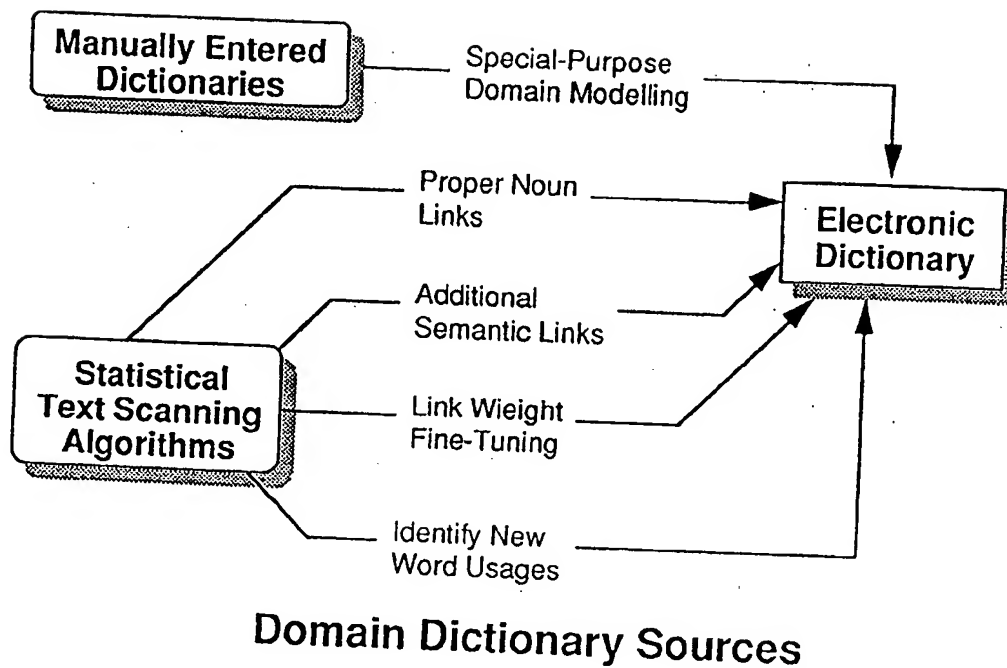 Manually Entered
Dictionaries
Special-Purpose
Domain Modelling
Proper Noun
Links
Electronic
Dictionary
Additional
Semantic Links
Statistical
Text Scanning
Algorithms
Link Wieight
Fine-Tuning
Identify New
Word Usages
Domain Dictionary Sources